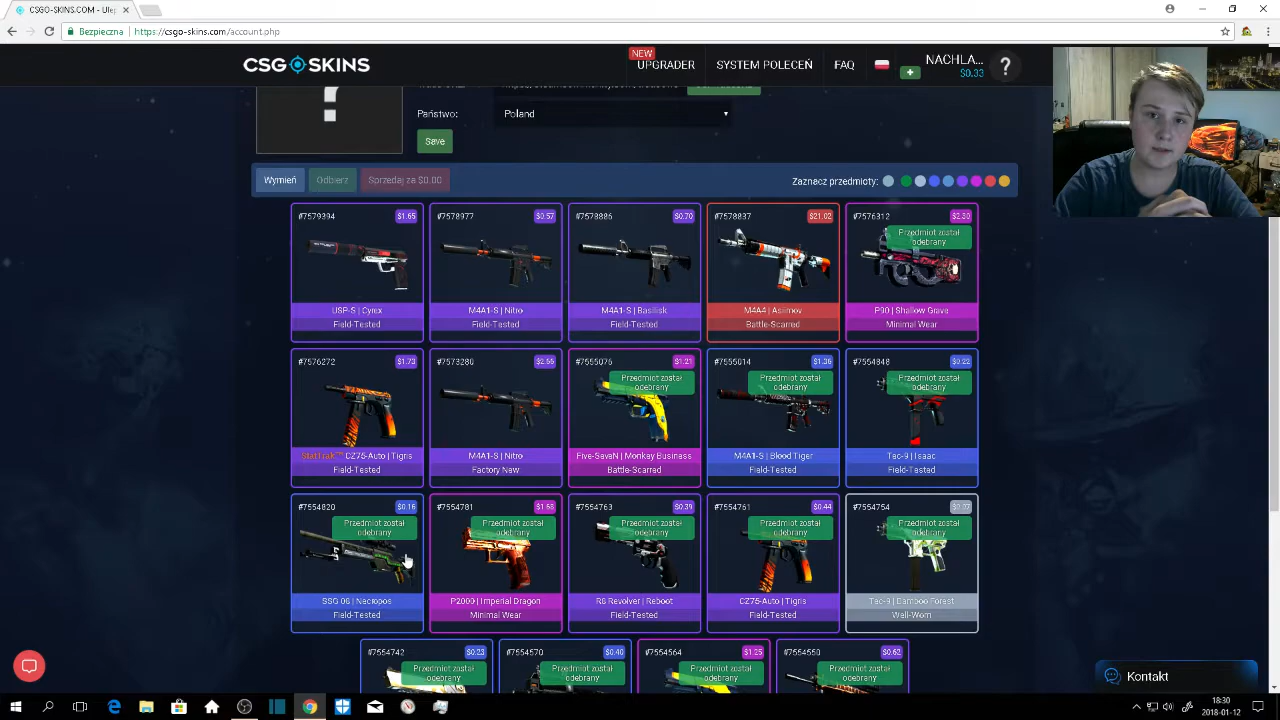 CSGO-SKINS.COM - Ulep
Bezpieczna
https://csgo-skins.com/account.php
CSG SKINS
NEW
UPGRADER
SYSTEM POLECEŃ
FAQ
NACHLA...
$0.33
?
Państwo:
Poland
Save
Wymień
Odbierz
Sprzedaj za $0.00
Zaznacz przedmioty:
#7579394 $1.65
USP-S | Cyrex
Field-Tested
#7578977 $0.57
M4A1-S | Nitro
Field-Tested
#7578886 $0.70
M4A1-S | Basilisk
Field-Tested
#7578837 $21.02
M4A4 | Asiimov
Battle-Scarred
#7576312 $2.30
Przedmiot został
odebrany
P90 | Shallow Grave
Minimal Wear
#7576272 $1.73
StatTrak™ CZ75-Auto | Tigris
Field-Tested
#7573280 $2.55
M4A1-S | Nitro
Factory New
#7555076 $1.21
Przedmiot został
odebrany
Five-SeveN | Monkey Business
Battle-Scarred
#7555014 $1.36
Przedmiot został
odebrany
M4A1-S | Blood Tiger
Field-Tested
#7554848 $0.22
Przedmiot został
odebrany
Tec-9 | Isaac
Field-Tested
#7554820 $0.16
Przedmiot został
odebrany
SSG 08 | Necropos
Field-Tested
#7554781 $1.68
Przedmiot został
odebrany
P2000 | Imperial Dragon
Minimal Wear
#7554763 $0.39
Przedmiot został
odebrany
R8 Revolver | Reboot
Field-Tested
#7554761 $0.44
Przedmiot został
odebrany
CZ75-Auto | Tigris
Field-Tested
#7554754
Przedmiot został
odebrany
Tec-9 | Bamboo Forest
Well-Worn
#7554742 $0.23
Przedmiot został
odebrany
#7554570 $0.40
Przedmiot został
odebrany
#7554564 $1.25
Przedmiot został
odebrany
#7554550 $0.62
Przedmiot został
odebrany
Kontakt
18:30
2018-01-12